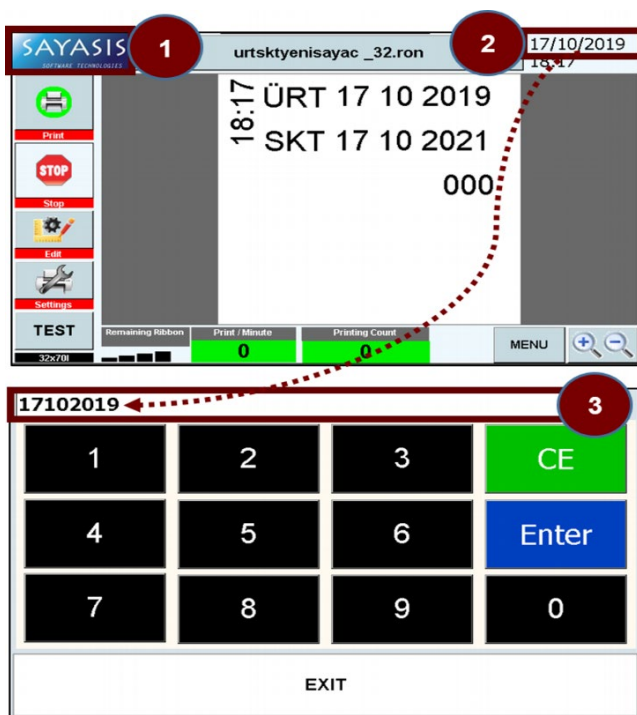 SAYASIS
SOFTWARE TECHNOLOGIES
1
urtsktyenisayac _32.ron
2
17/10/2019
18:17
18:17
ÜRT 17 10 2019
SKT 17 10 2021
000
Print
STOP
Stop
Edit
Settings
TEST
32x70I
Remaining Ribbon
Print / Minute
0
Printing Count
0
MENU
17102019
3
1 2 3 CE
4 5 6 Enter
7 8 9 0
EXIT